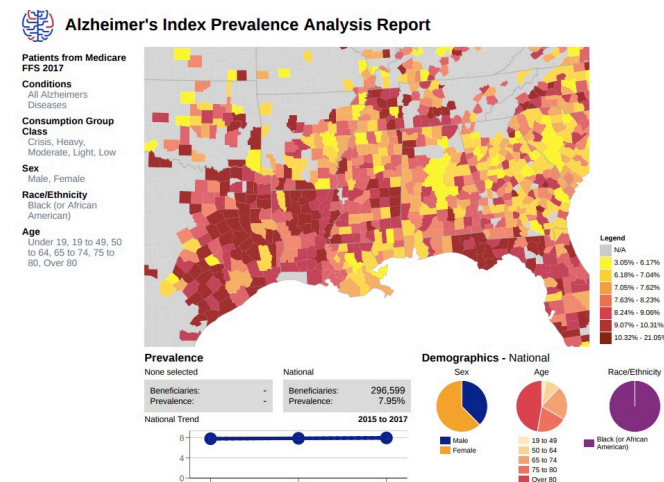 Alzheimer's Index Prevalence Analysis Report
Patients from Medicare
FFS 2017
Conditions
All Alzheimers
Diseases
Consumption Group
Class
Crisis, Heavy,
Moderate, Light, Low
Sex
Male, Female
Race/Ethnicity
Black (or African
American)
Age
Under 19, 19 to 49, 50
to 64, 65 to 74, 75 to
80, Over 80
Legend
N/A
3.05% - 6.17%
6.18% - 7.04%
7.05% - 7.62%
7.63% - 8.23%
8.24% - 9.06%
9.07% - 10.31%
10.32% - 21.05%
Prevalence
None selected
National
Beneficiaries: -
Prevalence: -
Beneficiaries: 296,599
Prevalence: 7.95%
National Trend
2015 to 2017
8
4
0
Demographics - National
Sex
Age
Race/Ethnicity
Male
Female
19 to 49
50 to 64
65 to 74
75 to 80
Over 80
Black (or African
American)